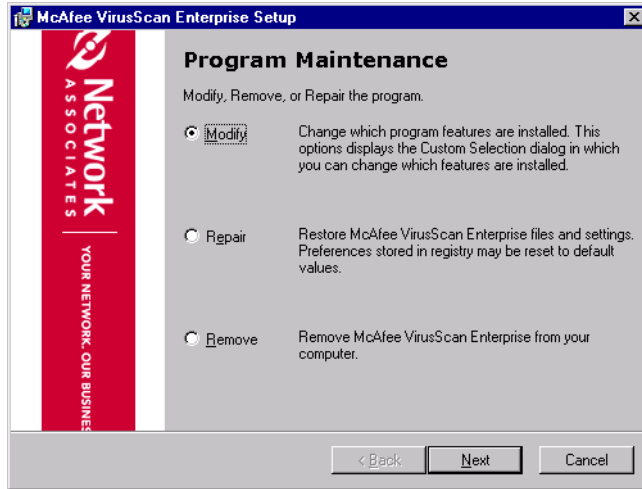 McAfee VirusScan Enterprise Setup
Network
ASSOCIATES
YOUR NETWORK. OUR
Program Maintenance
Modify, Remove, or Repair the program.
Modify
Change which program features are installed. This
options displays the Custom Selection dialog in which
you can change which features are installed.
Repair
Restore McAfee VirusScan Enterprise files and settings.
Preferences stored in registry may be reset to default
values.
Remove
Remove McAfee VirusScan Enterprise from your
computer.
< Back
Next
Cancel